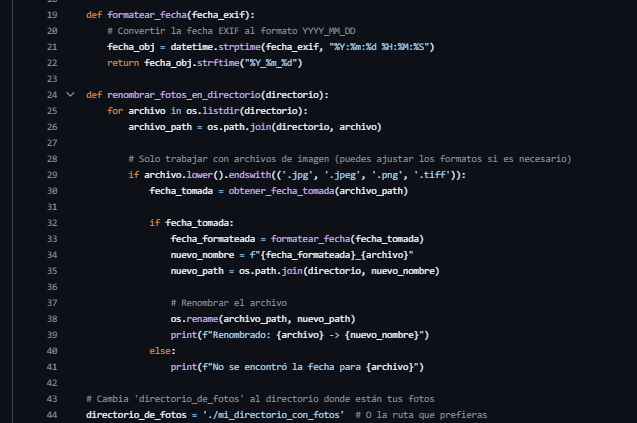 19 def formatear_fecha(fecha_exif):
20 # Convertir la fecha EXIF al formato YYYY_MM_DD
21 fecha_obj = datetime.strptime(fecha_exif, "%Y:%m:%d %H:%M:%S")
22 return fecha_obj.strftime("%Y_%m_%d")
23
24 def renombrar_fotos_en_directorio(directorio):
25 for archivo in os.listdir(directorio):
26 archivo_path = os.path.join(directorio, archivo)
27
28 # Solo trabajar con archivos de imagen (puedes ajustar los formatos si es necesario)
29 if archivo.lower().endswith(('.jpg', '.jpeg', '.png', '.tiff')):
30 fecha_tomada = obtener_fecha_tomada(archivo_path)
31
32 if fecha_tomada:
33 fecha_formateada = formatear_fecha(fecha_tomada)
34 nuevo_nombre = f"{fecha_formateada}_{archivo}"
35 nuevo_path = os.path.join(directorio, nuevo_nombre)
36
37 # Renombrar el archivo
38 os.rename(archivo_path, nuevo_path)
39 print(f"Renombrado: {archivo} -> {nuevo_nombre}")
40 else:
41 print(f"No se encontró la fecha para {archivo}")
42
43 # Cambia 'directorio_de_fotos' al directorio donde están tus fotos
44 directorio_de_fotos = './mi_directorio_con_fotos' # O la ruta que prefieras